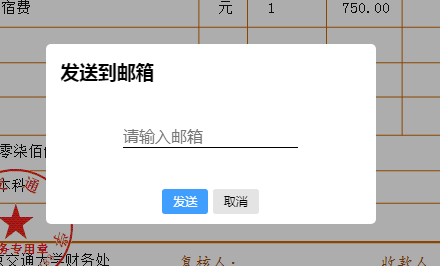 宿费 元 1 750.00
发送到邮箱
请输入邮箱
零柒佰
发送 取消
本科
交通大学财务处 复核人: 收款人